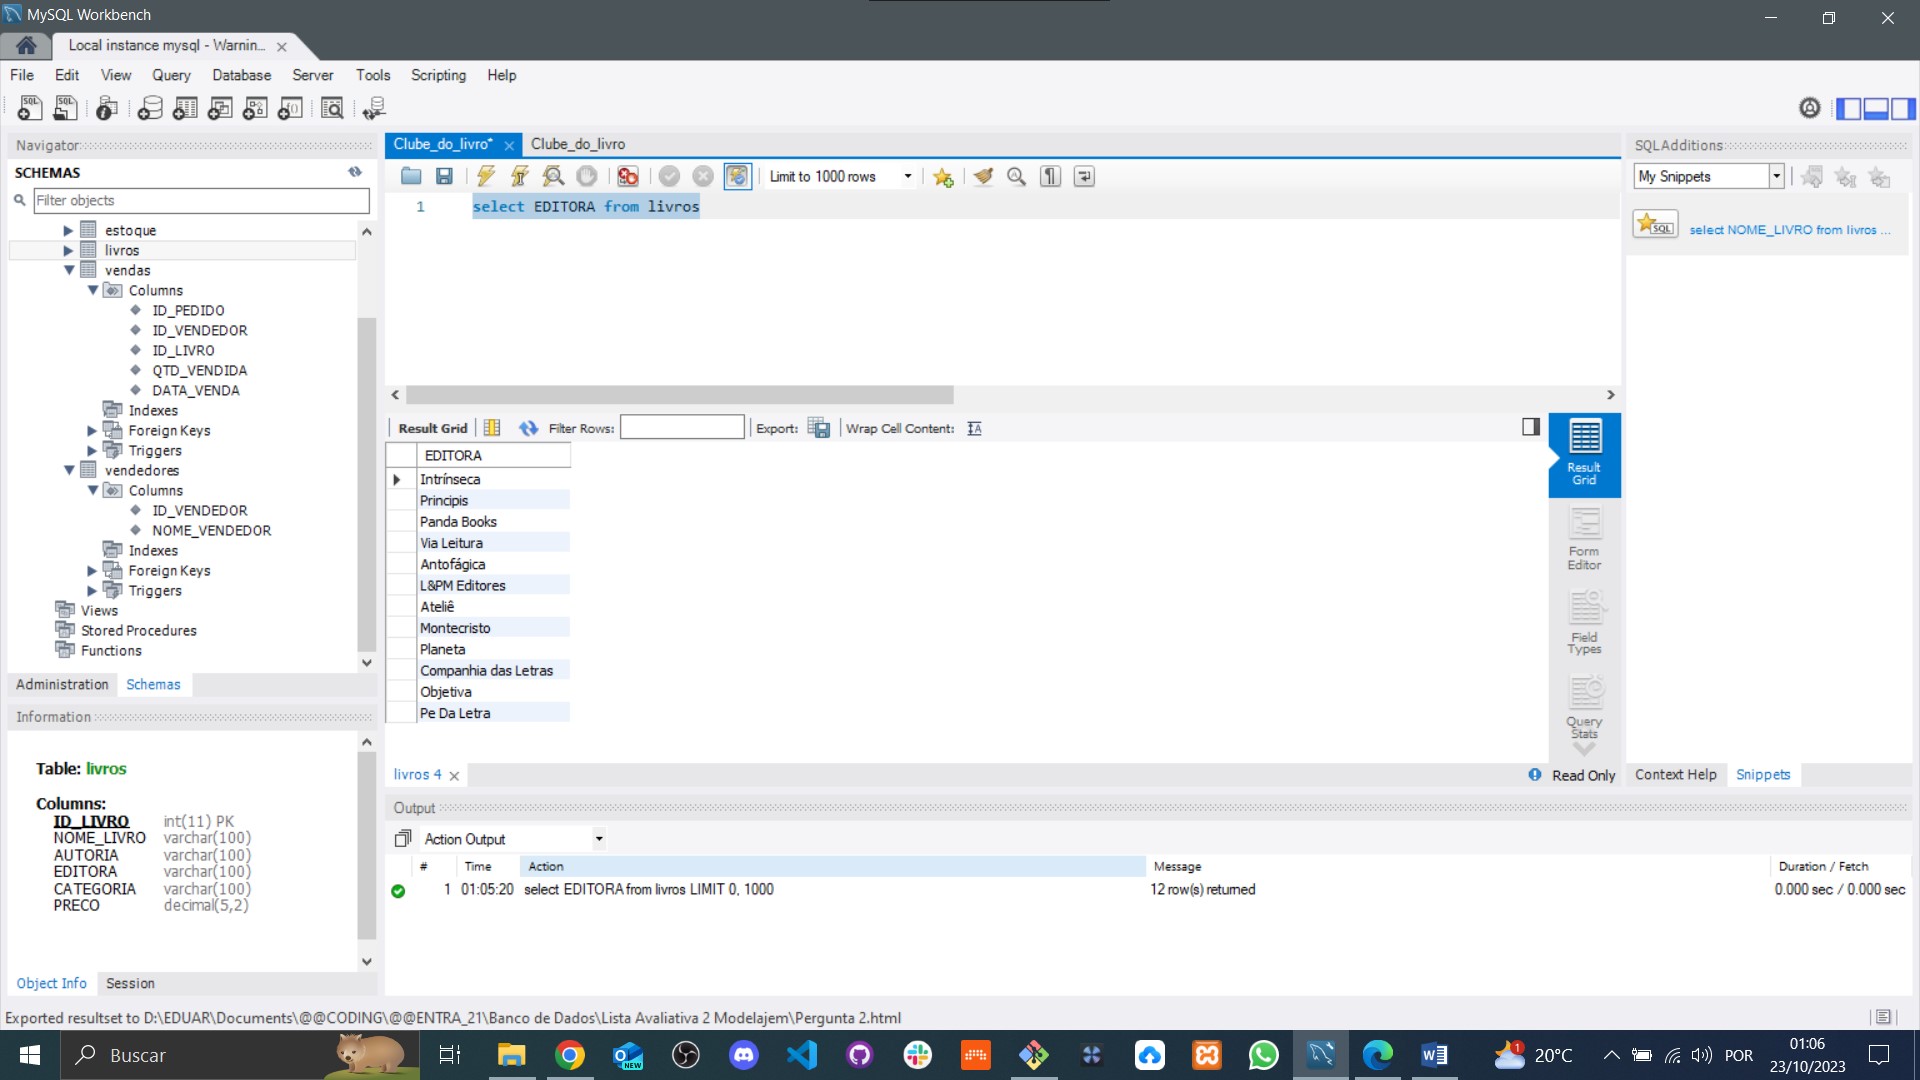 MySQL Workbench
Local instance mysql - Warnin...
File Edit View Query Database Server Tools Scripting Help
Navigator
SCHEMAS
Filter objects
estoque
livros
vendas
Columns
ID_PEDIDO
ID_VENDEDOR
ID_LIVRO
QTD_VENDIDA
DATA_VENDA
Indexes
Foreign Keys
Triggers
vendedores
Columns
ID_VENDEDOR
NOME_VENDEDOR
Indexes
Foreign Keys
Triggers
Views
Stored Procedures
Functions
Administration Schemas
Information
Table: livros
Columns:
ID_LIVRO int(11) PK
NOME_LIVRO varchar(100)
AUTORIA varchar(100)
EDITORA varchar(100)
CATEGORIA varchar(100)
PRECO decimal(5,2)
Object Info Session
Clube_do_livro* Clube_do_livro
Limit to 1000 rows
1 select EDITORA from livros
Result Grid Filter Rows: Export: Wrap Cell Content:
EDITORA
Intrínseca
Principis
Panda Books
Via Leitura
Antofágica
L&PM Editores
Ateliê
Montecristo
Planeta
Companhia das Letras
Objetiva
Pe Da Letra
Result Grid
Form Editor
Field Types
Query Stats
livros 4
Read Only
SQLAdditions
My Snippets
SQL select NOME_LIVRO from livros ...
Context Help Snippets
Output
Action Output
# Time Action Message Duration / Fetch
1 01:05:20 select EDITORA from livros LIMIT 0, 1000 12 row(s) returned 0.000 sec / 0.000 sec
Exported resultset to D:\EDUAR\Documents\@@CODING\@@ENTRA_21\Banco de Dados\Lista Avaliativa 2 Modelajem\Pergunta 2.html
Buscar
NEW
1
20°C
POR
01:06
23/10/2023